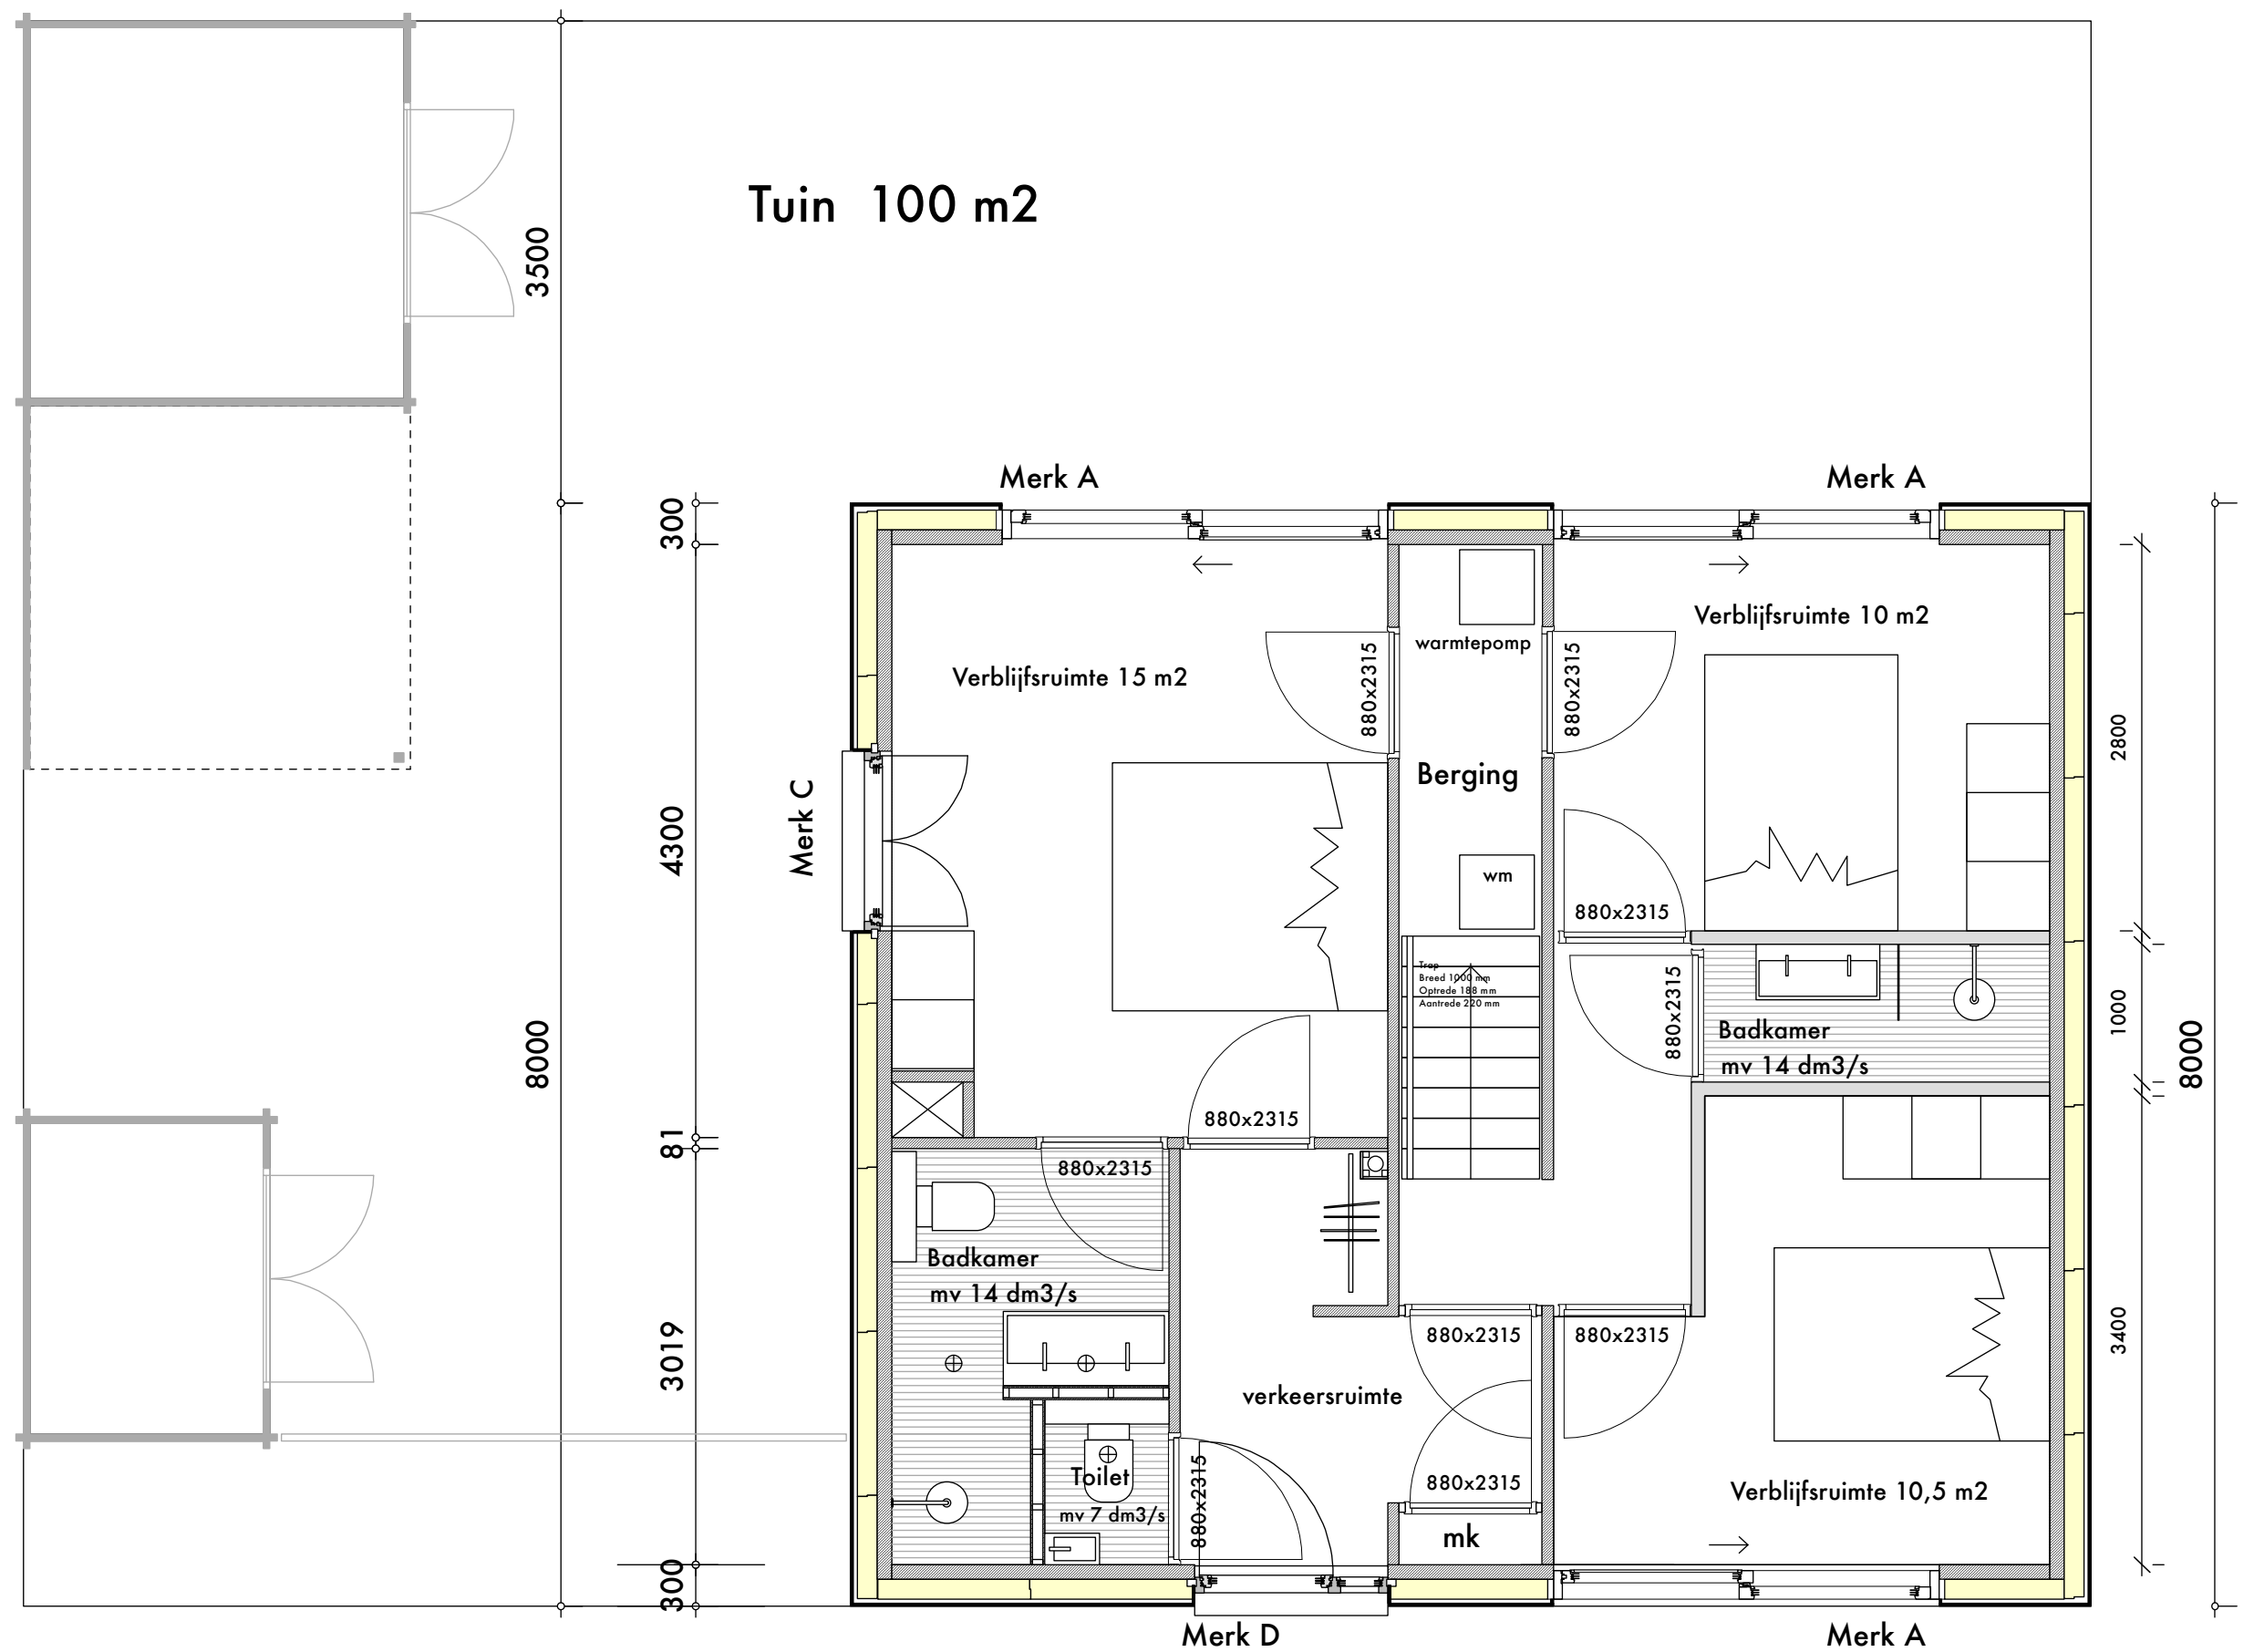 Tuin 100 m2
3500
Merk A
Merk A
300
Verblijfsruimte 10 m2
warmtepomp
880x2315
880x2315
Verblijfsruimte 15 m2
2800
Berging
Merk C
4300
wm
880x2315
Trap
Breed 1000 mm
Optrede 188 mm
Aantrede 220 mm
880x2315
1000
Badkamer
mv 14 dm3/s
8000
8000
880x2315
81
880x2315
Badkamer
mv 14 dm3/s
880x2315
880x2315
3400
3019
verkeersruimte
Toilet
mv 7 dm3/s
880x2315
880x2315
Verblijfsruimte 10,5 m2
mk
300
Merk D
Merk A